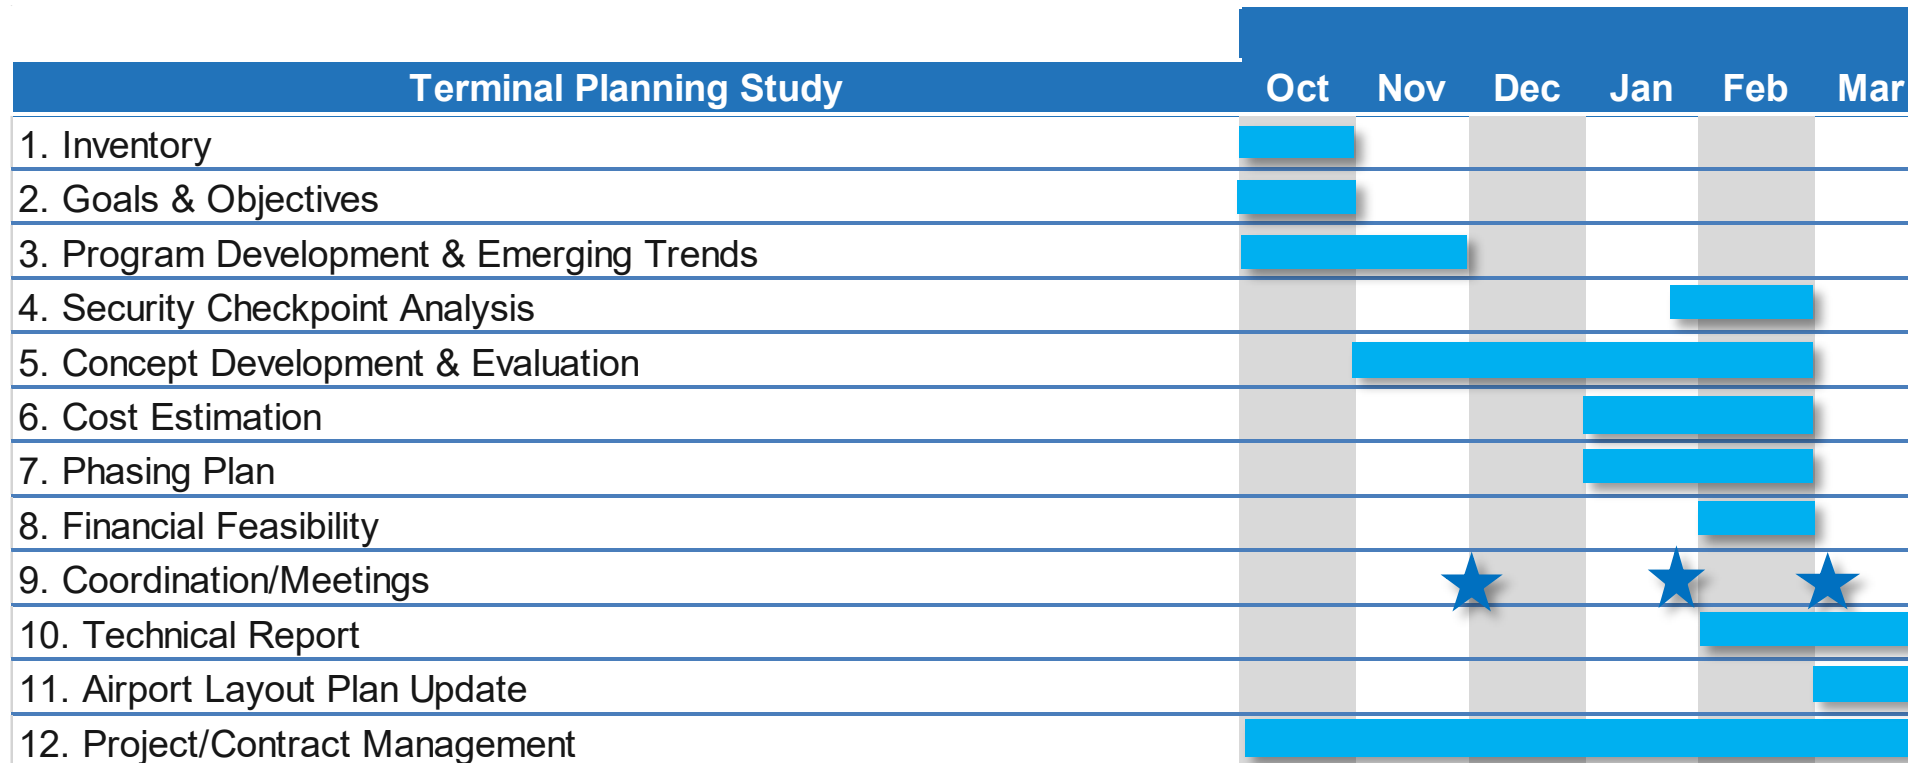 Terminal Planning Study Oct Nov Dec Jan Feb Mar
1. Inventory
2. Goals & Objectives
3. Program Development & Emerging Trends
4. Security Checkpoint Analysis
5. Concept Development & Evaluation
6. Cost Estimation
7. Phasing Plan
8. Financial Feasibility
9. Coordination/Meetings
10. Technical Report
11. Airport Layout Plan Update
12. Project/Contract Management